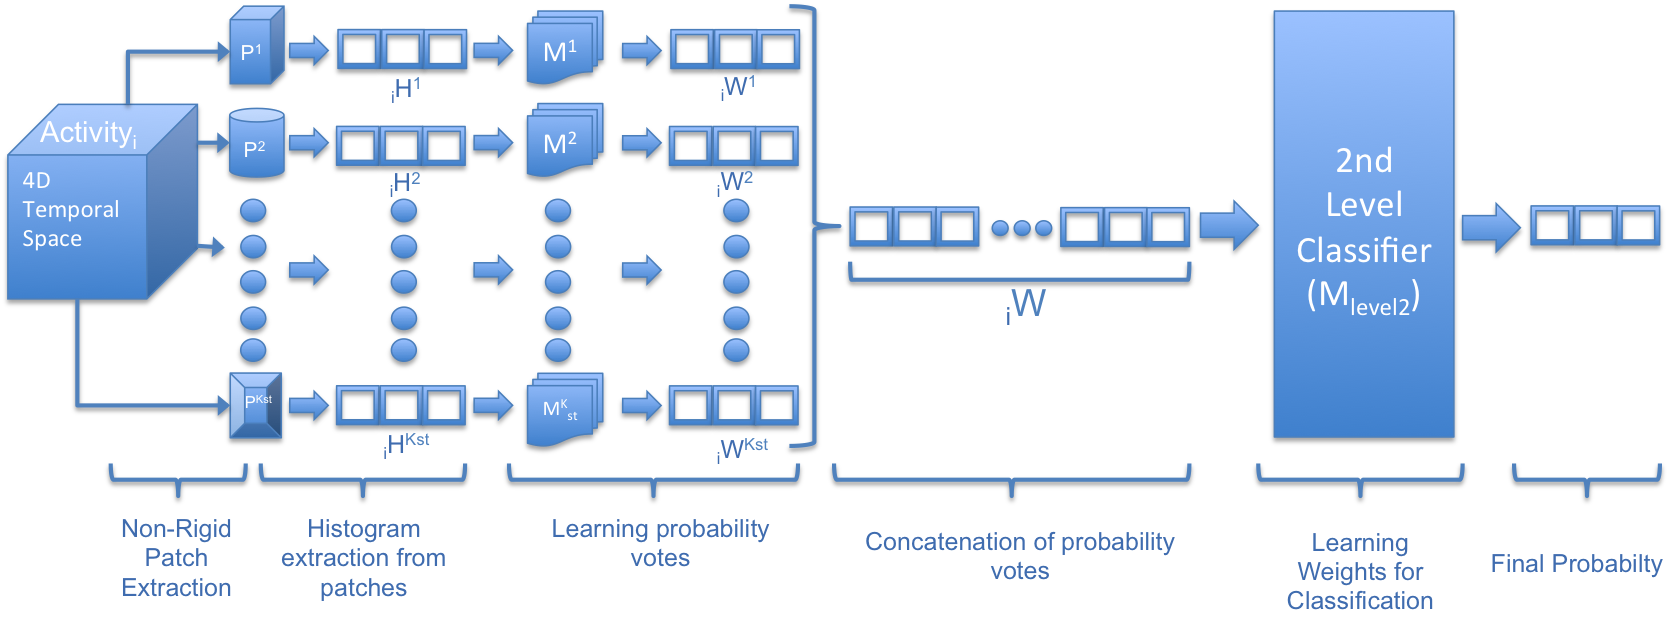 Activityi
4D
Temporal
Space
P1
iH1
M1
iW1
P2
iH2
M2
iW2
PKst
iHKst
MKst
iWKst
iW
2nd
Level
Classifier
(Mlevel2)
Non-Rigid
Patch
Extraction
Histogram
extraction from
patches
Learning probability
votes
Concatenation of probability
votes
Learning
Weights for
Classification
Final Probabilty